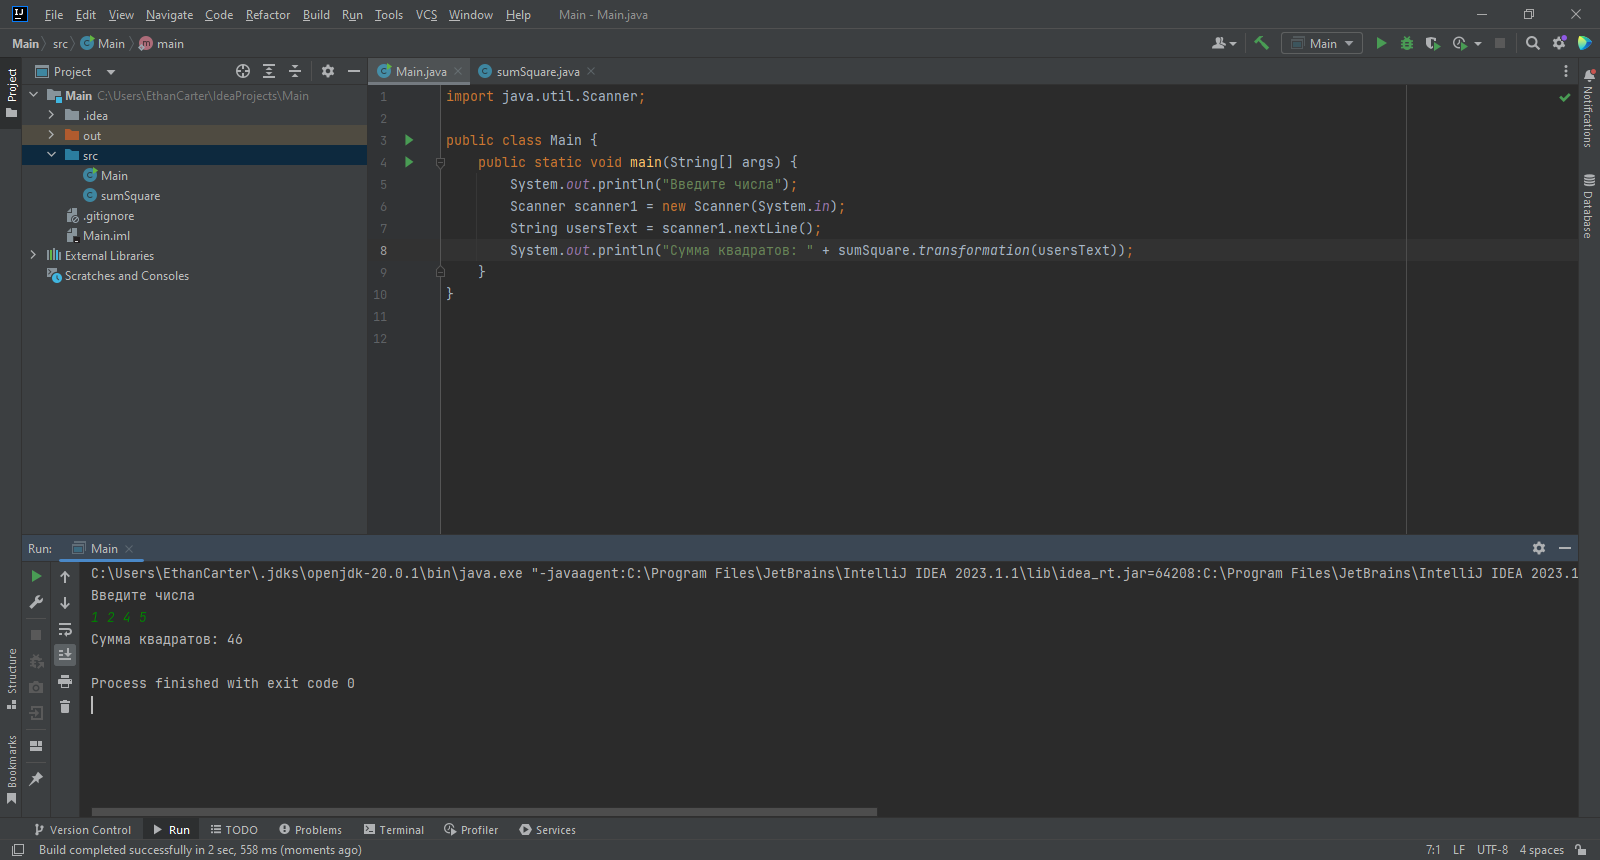 File Edit View Navigate Code Refactor Build Run Tools VCS Window Help Main - Main.java
Main src Main main
Main
Project
Project
Main C:\Users\EthanCarter\IdeaProjects\Main
.idea
out
src
Main
sumSquare
.gitignore
Main.iml
External Libraries
Scratches and Consoles
Main.java sumSquare.java
1 import java.util.Scanner;
2
3 public class Main {
4 public static void main(String[] args) {
5 System.out.println("Введите числа");
6 Scanner scanner1 = new Scanner(System.in);
7 String usersText = scanner1.nextLine();
8 System.out.println("Сумма квадратов: " + sumSquare.transformation(usersText));
9 }
10 }
11
12
Notifications
Database
Run: Main
C:\Users\EthanCarter\.jdks\openjdk-20.0.1\bin\java.exe "-javaagent:C:\Program Files\JetBrains\IntelliJ IDEA 2023.1.1\lib\idea_rt.jar=64208:C:\Program Files\JetBrains\IntelliJ IDEA 2023.1
Введите числа
1 2 4 5
Сумма квадратов: 46
Process finished with exit code 0
Structure
Bookmarks
Version Control Run TODO Problems Terminal Profiler Services
Build completed successfully in 2 sec, 558 ms (moments ago) 7:1 LF UTF-8 4 spaces